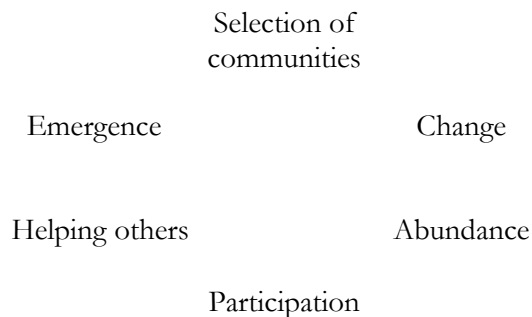 Selection of
communities
Emergence
Change
Helping others
Abundance
Participation